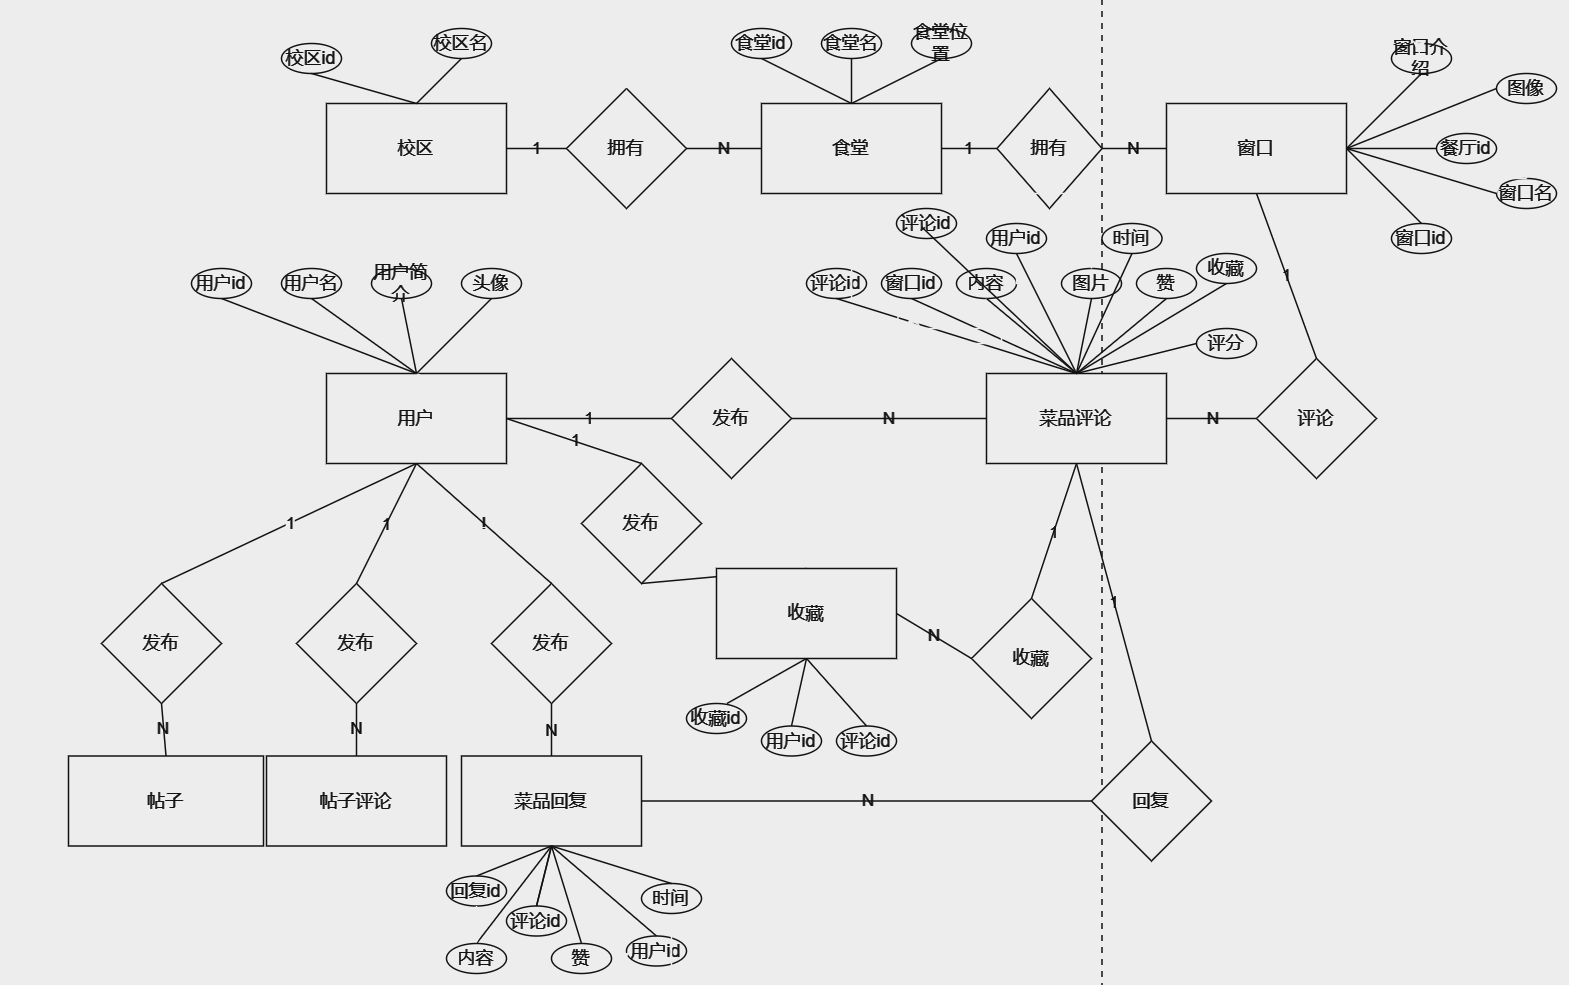 校区id
校区名
食堂id
食堂名
食堂位
置
窗口介
绍
图像
校区
1
拥有
N
食堂
1
拥有
N
窗口
餐厅id
窗口名
窗口id
评论id
用户id
时间
用户id
用户名
用户简
介
头像
评论id
窗口id
内容
图片
赞
收藏
1
评分
用户
1
发布
N
菜品评论
N
评论
1
1
1
1
发布
1
1
发布
发布
发布
收藏
N
收藏
N
N
N
收藏id
用户id
评论id
帖子
帖子评论
菜品回复
N
回复
回复id
评论id
时间
内容
赞
用户id